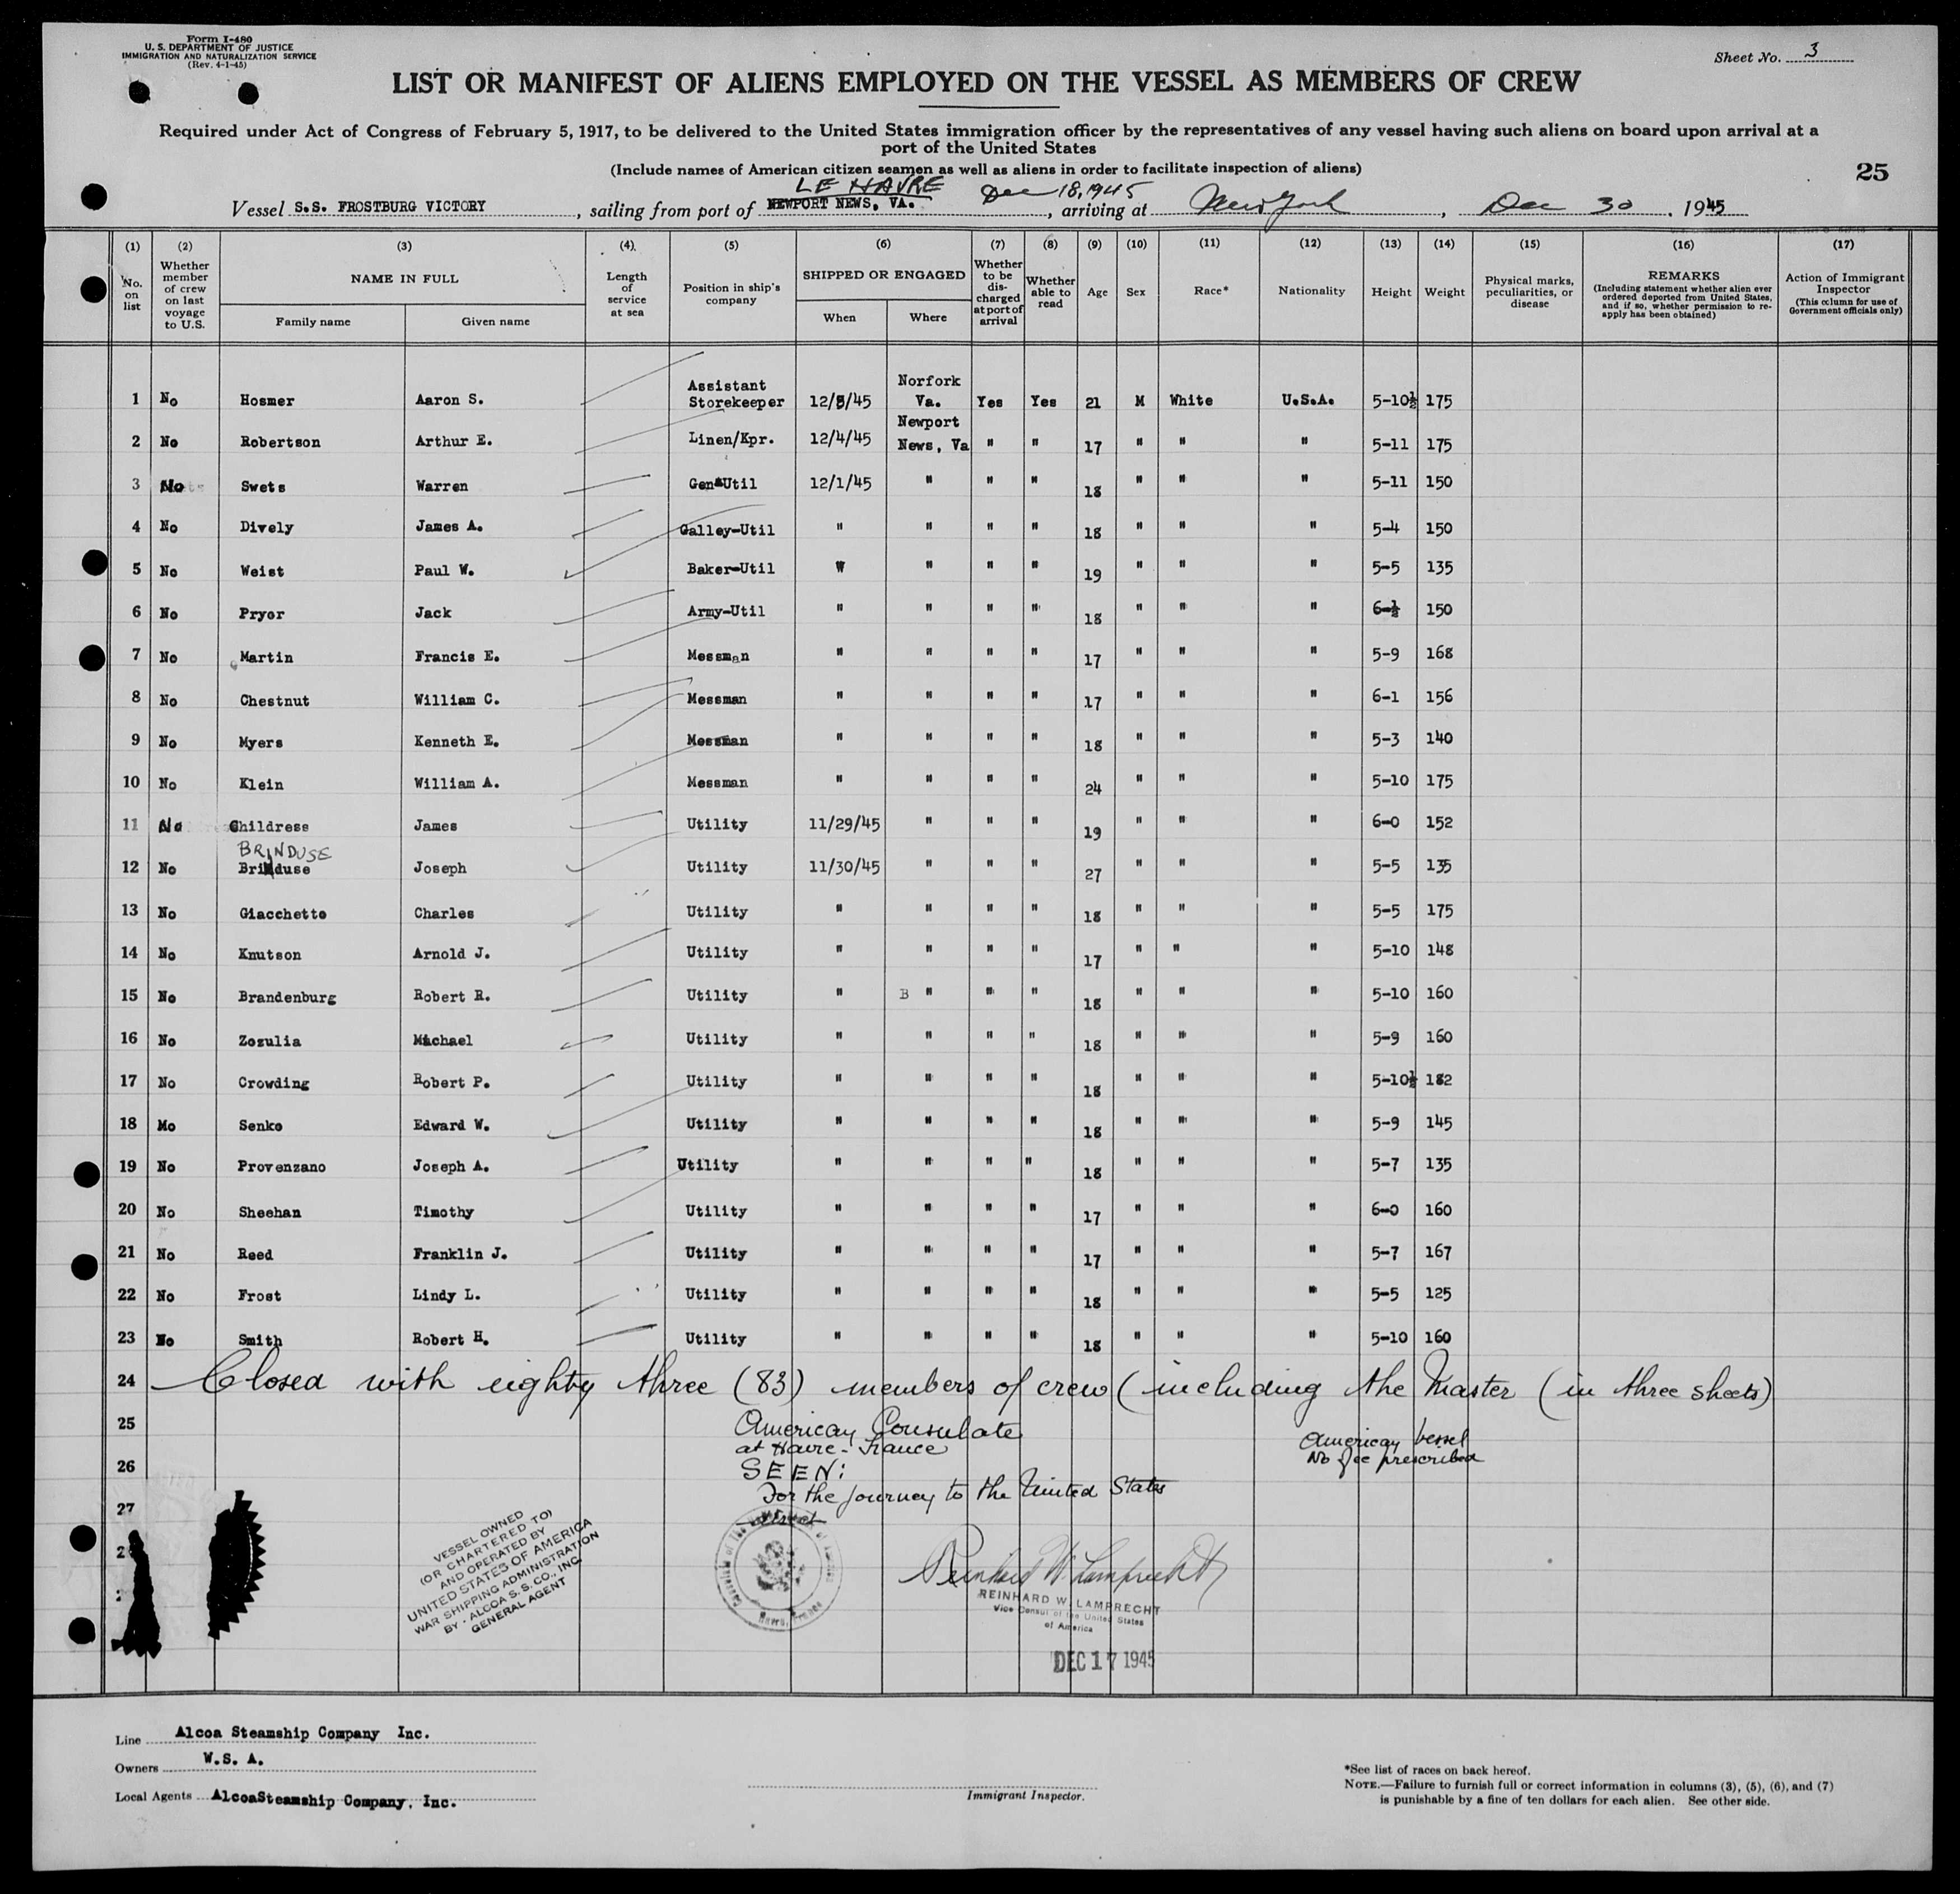 Form I-480
U. S. DEPARTMENT OF JUSTICE
IMMIGRATION AND NATURALIZATION SERVICE
(Rev. 4-1-45)
Sheet No. 3
LIST OR MANIFEST OF ALIENS EMPLOYED ON THE VESSEL AS MEMBERS OF CREW
Required under Act of Congress of February 5, 1917, to be delivered to the United States immigration officer by the representatives of any vessel having such aliens on board upon arrival at a
port of the United States
(Include names of American citizen seamen as well as aliens in order to facilitate inspection of aliens)
25
LE HAVRE Dec 18, 1945
Vessel S.S. FROSTBURG VICTORY, sailing from port of NEWPORT NEWS, VA., arriving at New York, Dec 30, 1945
(1) (2) (3) (4) (5) (6) (7) (8) (9) (10) (11) (12) (13) (14) (15) (16) (17)
No. on list Whether member of crew on last voyage to U.S. NAME IN FULL Family name Given name Length of service at sea Position in ship's company SHIPPED OR ENGAGED When Where Whether to be discharged at port of arrival Whether able to read Age Sex Race* Nationality Height Weight Physical marks, peculiarities, or disease REMARKS (Including statement whether alien ever ordered deported from United States, and if so, whether permission to re-apply has been obtained) Action of Immigrant Inspector (This column for use of Government officials only)
1 No Hosmer Aaron S. Assistant Storekeeper 12/5/45 Norfork Va. Yes Yes 21 M White U.S.A. 5-10½ 175
2 No Robertson Arthur E. Linen/Kpr. 12/4/45 Newport News, Va " " 17 " " " 5-11 175
3 No Swets Warren Gen&Util 12/1/45 " " " 18 " " " 5-11 150
4 No Dively James A. Galley-Util " " " " 18 " " " 5-4 150
5 No Weist Paul W. Baker-Util " " " " 19 " " " 5-5 135
6 No Pryor Jack Army-Util " " " " 18 " " " 6-½ 150
7 No Martin Francis E. Messman " " " " 17 " " " 5-9 168
8 No Chestnut William C. Messman " " " " 17 " " " 6-1 156
9 No Myers Kenneth E. Messman " " " " 18 " " " 5-3 140
10 No Klein William A. Messman " " " " 24 " " " 5-10 175
11 No Childress James Utility 11/29/45 " " " 19 " " " 6-0 152
BRINDUSE
12 No Brinduse Joseph Utility 11/30/45 " " " 27 " " " 5-5 135
13 No Giacchetto Charles Utility " " " " 18 " " " 5-5 175
14 No Knutson Arnold J. Utility " " " " 17 " " " 5-10 148
15 No Brandenburg Robert R. Utility " B " " " 18 " " " 5-10 160
16 No Zozulia Michael Utility " " " " 18 " " " 5-9 160
17 No Crowding Robert P. Utility " " " " 18 " " " 5-10½ 182
18 Mo Senko Edward W. Utility " " " " 18 " " " 5-9 145
19 No Provenzano Joseph A. Utility " " " " 18 " " " 5-7 135
20 No Sheehan Timothy Utility " " " " 17 " " " 6-0 160
21 No Reed Franklin J. Utility " " " " 17 " " " 5-7 167
22 No Frost Lindy L. Utility " " " " 18 " " " 5-5 125
23 No Smith Robert H. Utility " " " " 18 " " " 5-10 160
24 Closed with eighty three (83) members of crew (including the Master (in three sheets)
25 American Consulate
at Havre - France
American vessel
No fee prescribed
26 SEEN:
For the journey to the United States
27 direct
VESSEL OWNED
(OR CHARTERED TO)
AND OPERATED BY
UNITED STATES OF AMERICA
WAR SHIPPING ADMINISTRATION
BY - ALCOA S. S. CO., INC.
GENERAL AGENT
Havre, France
Reinhard W. Lamprecht
REINHARD W. LAMPRECHT
Vice Consul of the United States
of America
DEC 17 1945
Line Alcoa Steamship Company Inc.
Owners W.S. A.
Local Agents AlcoaSteamship Company, Inc.
Immigrant Inspector.
*See list of races on back hereof.
NOTE.—Failure to furnish full or correct information in columns (3), (5), (6), and (7)
is punishable by a fine of ten dollars for each alien. See other side.